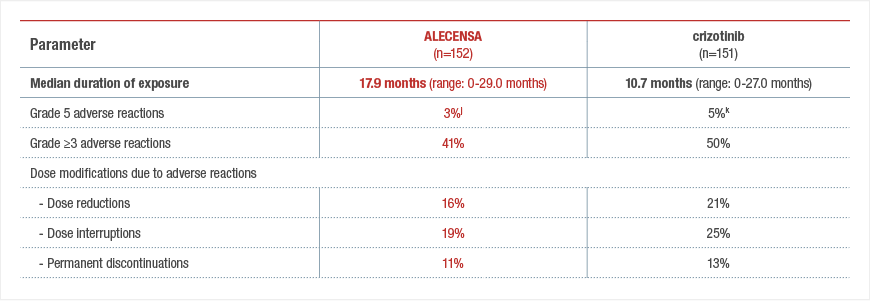 Parameter
ALECENSA
(n=152)
crizotinib
(n=151)
Median duration of exposure
17.9 months (range: 0-29.0 months)
10.7 months (range: 0-27.0 months)
Grade 5 adverse reactions
3%ʲ
5%ᵏ
Grade ≥3 adverse reactions
41%
50%
Dose modifications due to adverse reactions
- Dose reductions
16%
21%
- Dose interruptions
19%
25%
- Permanent discontinuations
11%
13%